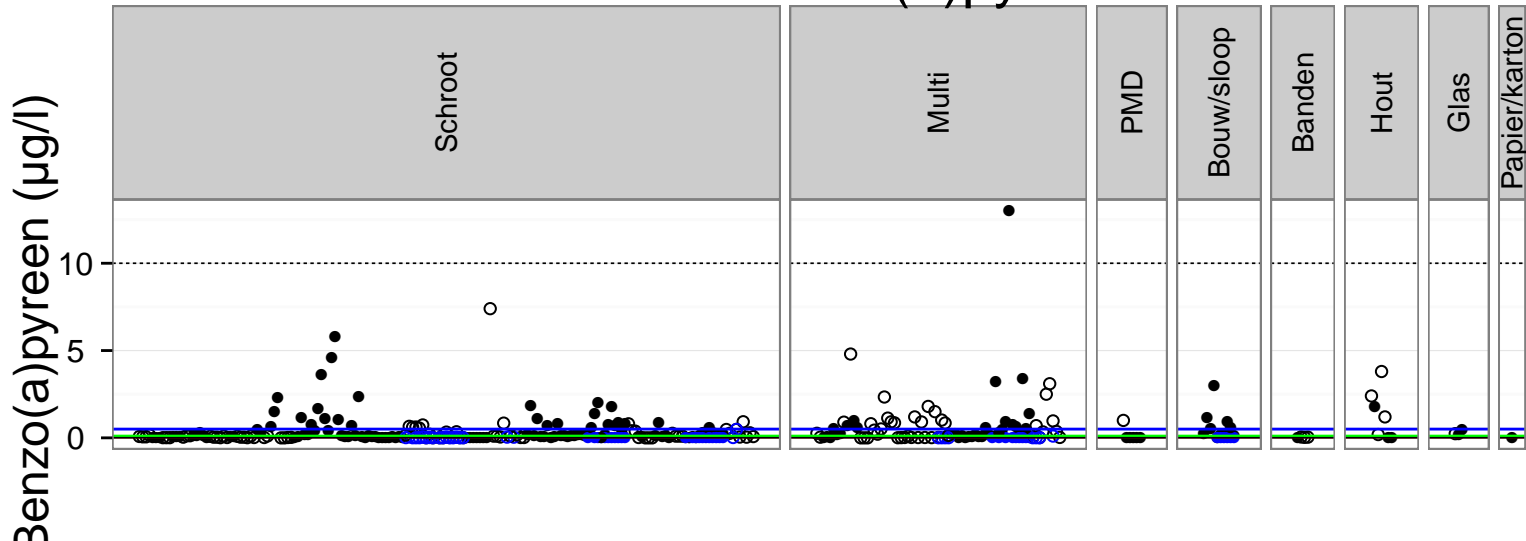 Schroot
Multi
PMD
Bouw/sloop
Banden
Hout
Glas
Papier/karton
Benzo(a)pyreen (µg/l)
10
5
0